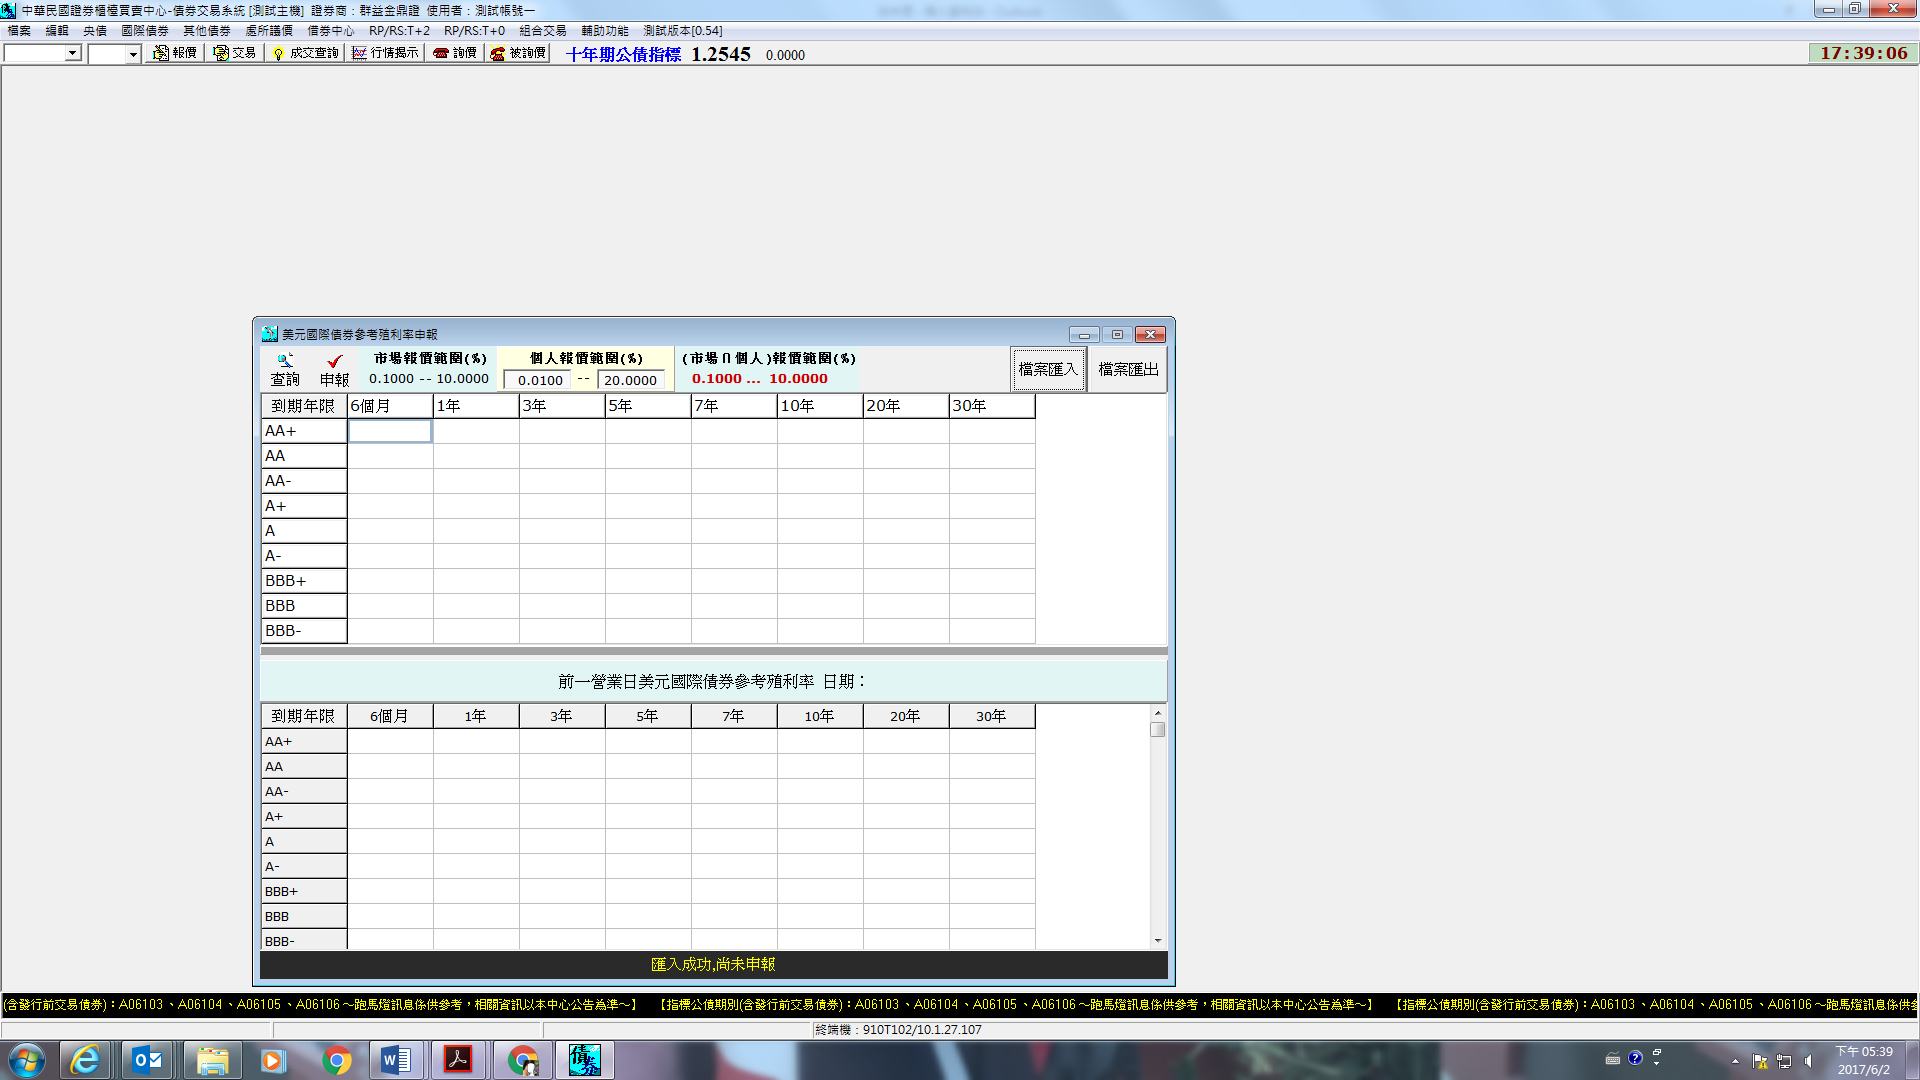 中華民國證券櫃檯買賣中心-債券交易系統 [測試主機] 證券商：群益金鼎證 使用者：測試帳號一
檔案 編輯 央債 國際債券 其他債券 處所議價 借券中心 RP/RS:T+2 RP/RS:T+0 組合交易 輔助功能 測試版本[0.54]
報價 交易 成交查詢 行情揭示 詢價 被詢價 十年期公債指標 1.2545 0.0000 17:39:06
美元國際債券參考殖利率申報
查詢 申報 市場報價範圍(%) 個人報價範圍(%) (市場∩個人)報價範圍(%) 檔案匯入 檔案匯出
0.1000 -- 10.0000 0.0100 -- 20.0000 0.1000 ... 10.0000
到期年限 6個月 1年 3年 5年 7年 10年 20年 30年
AA+
AA
AA-
A+
A
A-
BBB+
BBB
BBB-
前一營業日美元國際債券參考殖利率 日期：
到期年限 6個月 1年 3年 5年 7年 10年 20年 30年
AA+
AA
AA-
A+
A
A-
BBB+
BBB
BBB-
匯入成功,尚未申報
(含發行前交易債券)：A06103、A06104、A06105、A06106～跑馬燈訊息係供參考，相關資訊以本中心公告為準～】 【指標公債期別(含發行前交易債券)：A06103、A06104、A06105、A06106～跑馬燈訊息係供參考，相關資訊以本中心公告為準～】 【指標公債期別(含發行前交易債券)：A06103、A06104、A06105、A06106～跑馬燈訊息係供參
終端機：910T102/10.1.27.107
債券
下午 05:39
2017/6/2